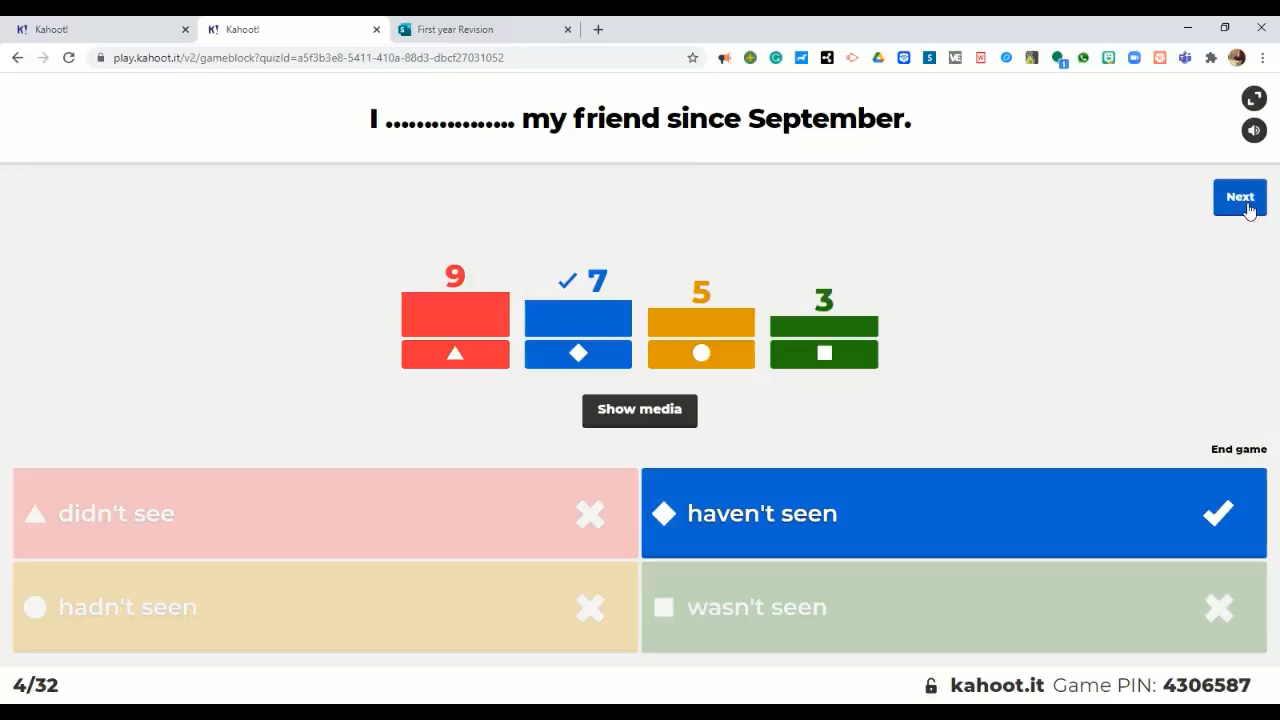 K! Kahoot!
K! Kahoot!
S First year Revision
play.kahoot.it/v2/gameblock?quizId=a5f3b3e8-5411-410a-88d3-dbcf27031052
I ................. my friend since September.
Next
9
7
5
3
Show media
End game
didn't see
haven't seen
hadn't seen
wasn't seen
4/32
kahoot.it Game PIN: 4306587